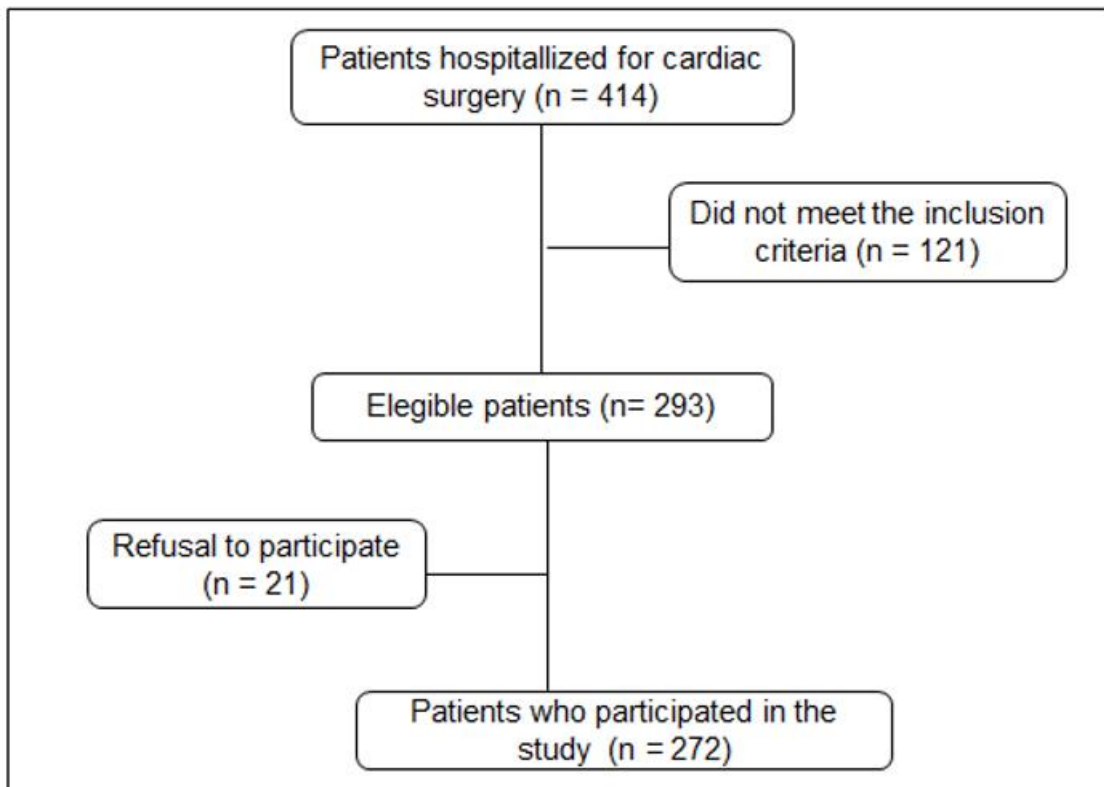 Patients hospitallized for cardiac
surgery (n = 414)
Did not meet the inclusion
criteria (n = 121)
Elegible patients (n= 293)
Refusal to participate
(n = 21)
Patients who participated in the
study (n = 272)